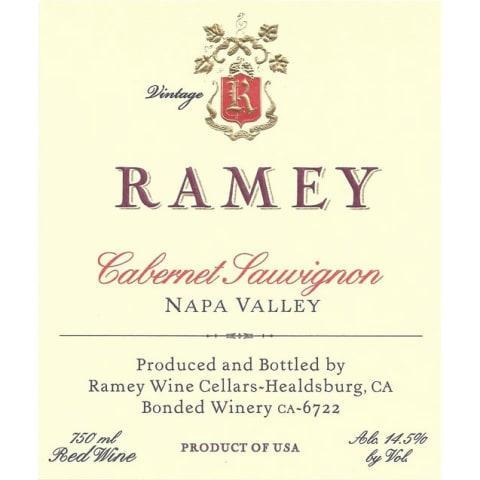 Vintage
R
RAMEY
Cabernet Sauvignon
NAPA VALLEY
Produced and Bottled by
Ramey Wine Cellars-Healdsburg, CA
Bonded Winery CA-6722
750 ml
Red Wine
PRODUCT OF USA
Alc. 14.5%
by Vol.